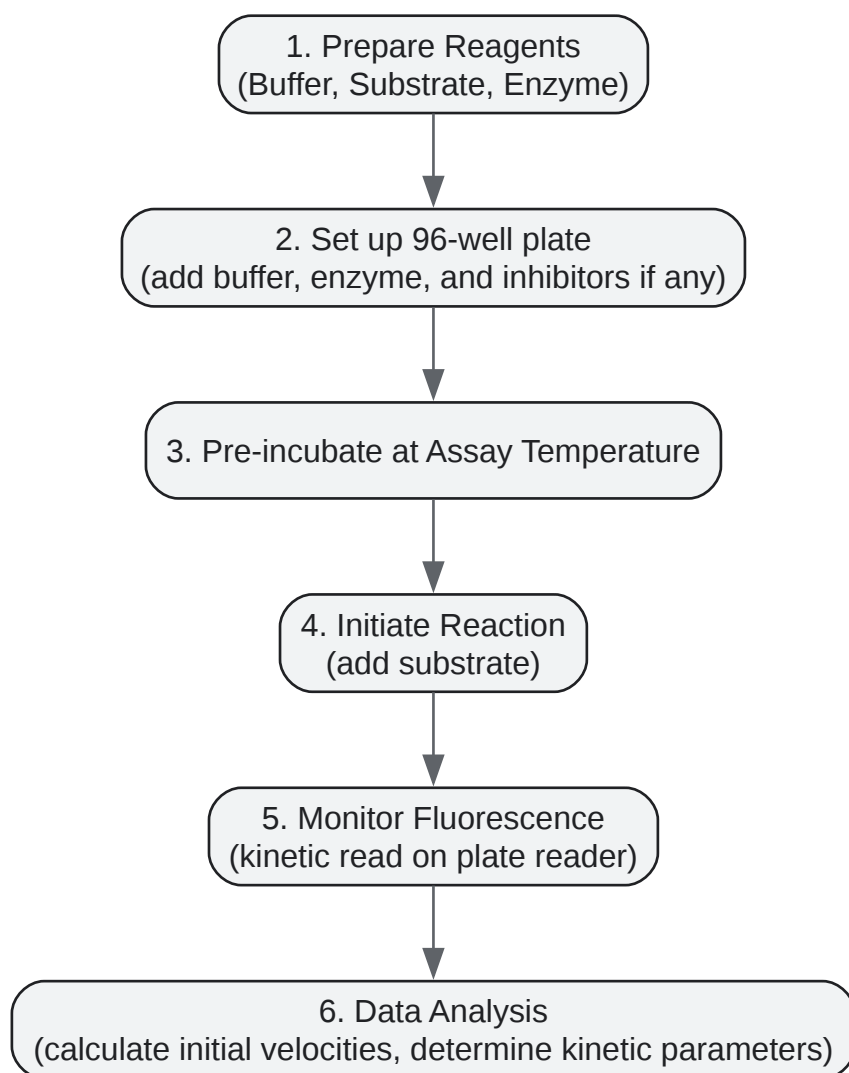 1. Prepare Reagents
(Buffer, Substrate, Enzyme)
2. Set up 96-well plate
(add buffer, enzyme, and inhibitors if any)
3. Pre-incubate at Assay Temperature
4. Initiate Reaction
(add substrate)
5. Monitor Fluorescence
(kinetic read on plate reader)
6. Data Analysis
(calculate initial velocities, determine kinetic parameters)